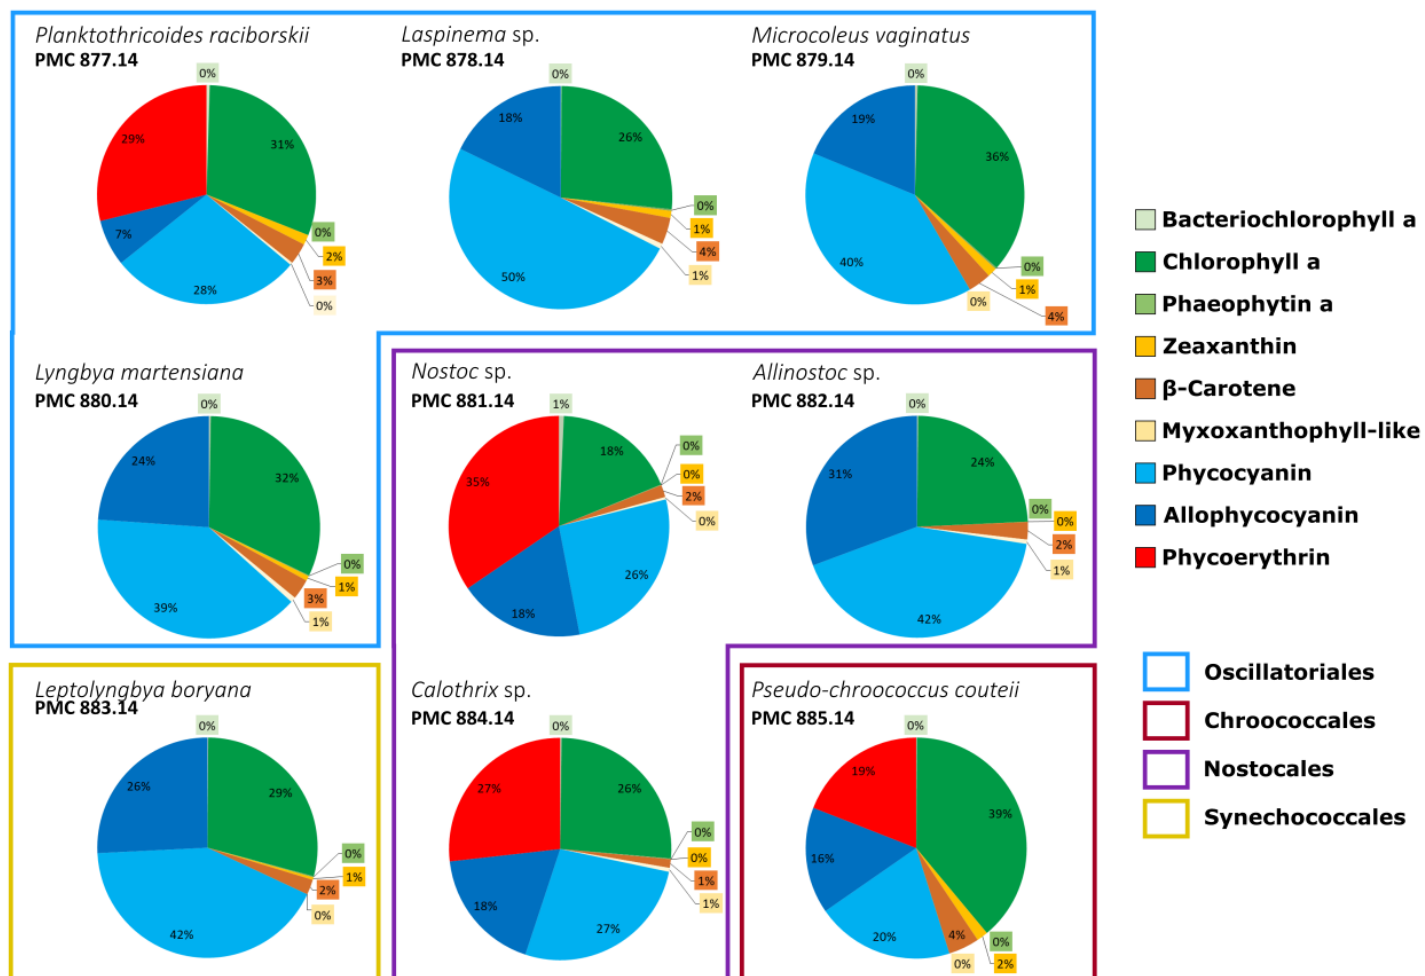 Planktothricoides raciborskii
PMC 877.14
0%
31%
0%
2%
3%
0%
28%
7%
29%
Laspinema sp.
PMC 878.14
0%
26%
0%
1%
4%
1%
50%
18%
Microcoleus vaginatus
PMC 879.14
0%
36%
0%
1%
4%
0%
40%
19%
Lyngbya martensiana
PMC 880.14
0%
32%
0%
1%
3%
1%
39%
24%
Nostoc sp.
PMC 881.14
1%
18%
0%
0%
2%
0%
26%
18%
35%
Allinostoc sp.
PMC 882.14
0%
24%
0%
0%
2%
1%
42%
31%
Leptolyngbya boryana
PMC 883.14
0%
29%
0%
1%
2%
0%
42%
26%
Calothrix sp.
PMC 884.14
0%
26%
0%
0%
1%
1%
27%
18%
27%
Pseudo-chroococcus couteii
PMC 885.14
0%
39%
0%
2%
4%
0%
20%
16%
19%
Bacteriochlorophyll a
Chlorophyll a
Phaeophytin a
Zeaxanthin
β-Carotene
Myxoxanthophyll-like
Phycocyanin
Allophycocyanin
Phycoerythrin
Oscillatoriales
Chroococcales
Nostocales
Synechococcales